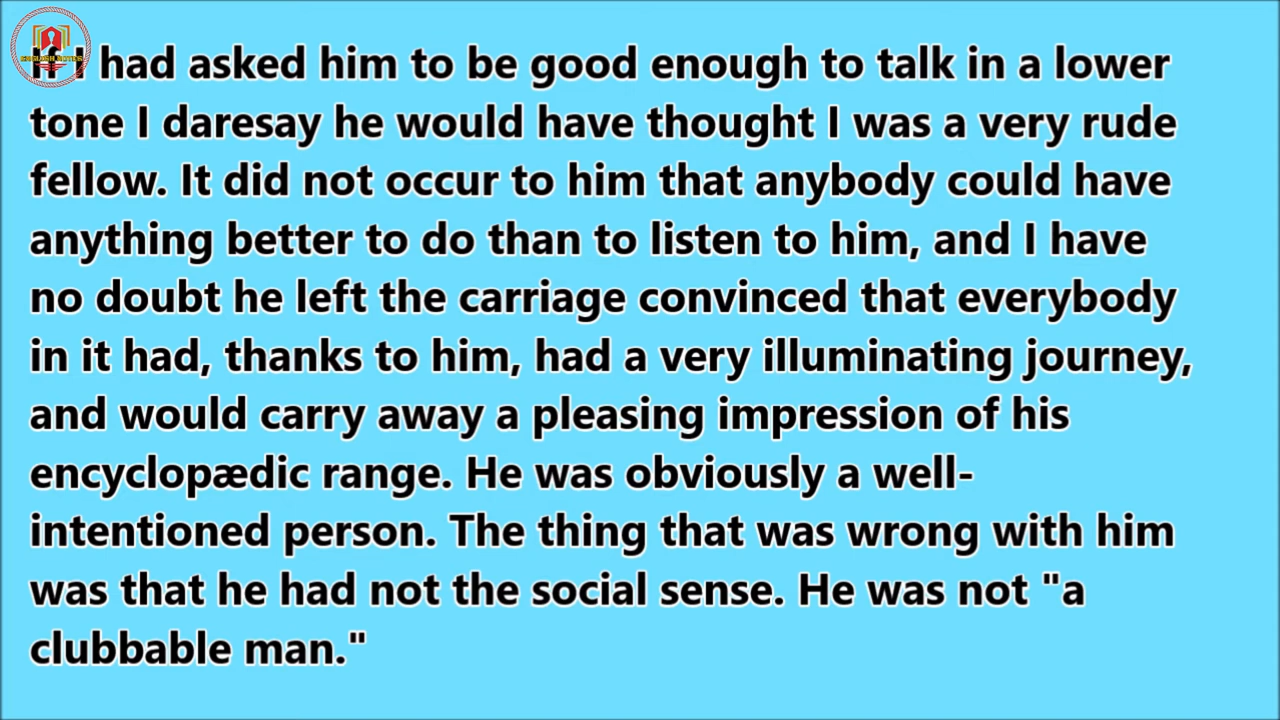 If I had asked him to be good enough to talk in a lower
tone I daresay he would have thought I was a very rude
fellow. It did not occur to him that anybody could have
anything better to do than to listen to him, and I have
no doubt he left the carriage convinced that everybody
in it had, thanks to him, had a very illuminating journey,
and would carry away a pleasing impression of his
encyclopædic range. He was obviously a well-
intentioned person. The thing that was wrong with him
was that he had not the social sense. He was not "a
clubbable man."